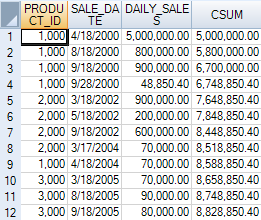 PRODUCT_ID SALE_DATE DAILY_SALES CSUM
1 1,000 4/18/2000 5,000,000.00 5,000,000.00
2 1,000 8/18/2000 800,000.00 5,800,000.00
3 1,000 9/18/2000 900,000.00 6,700,000.00
4 1,000 9/28/2000 48,850.40 6,748,850.40
5 2,000 3/18/2002 900,000.00 7,648,850.40
6 2,000 5/18/2002 200,000.00 7,848,850.40
7 2,000 9/18/2002 600,000.00 8,448,850.40
8 2,000 3/17/2004 70,000.00 8,518,850.40
9 1,000 4/18/2004 70,000.00 8,588,850.40
10 3,000 3/18/2005 70,000.00 8,658,850.40
11 3,000 8/18/2005 90,000.00 8,748,850.40
12 3,000 9/18/2005 80,000.00 8,828,850.40